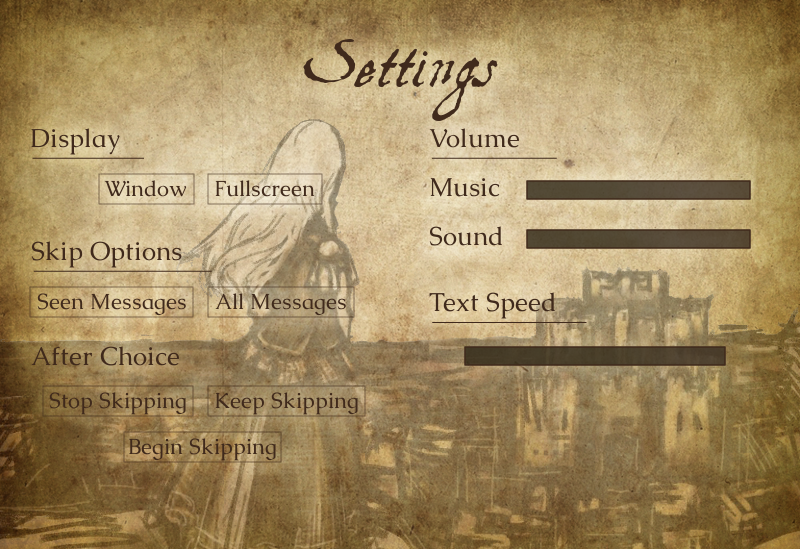 Settings
Display
Window Fullscreen
Skip Options
Seen Messages All Messages
After Choice
Stop Skipping Keep Skipping
Begin Skipping
Volume
Music
Sound
Text Speed